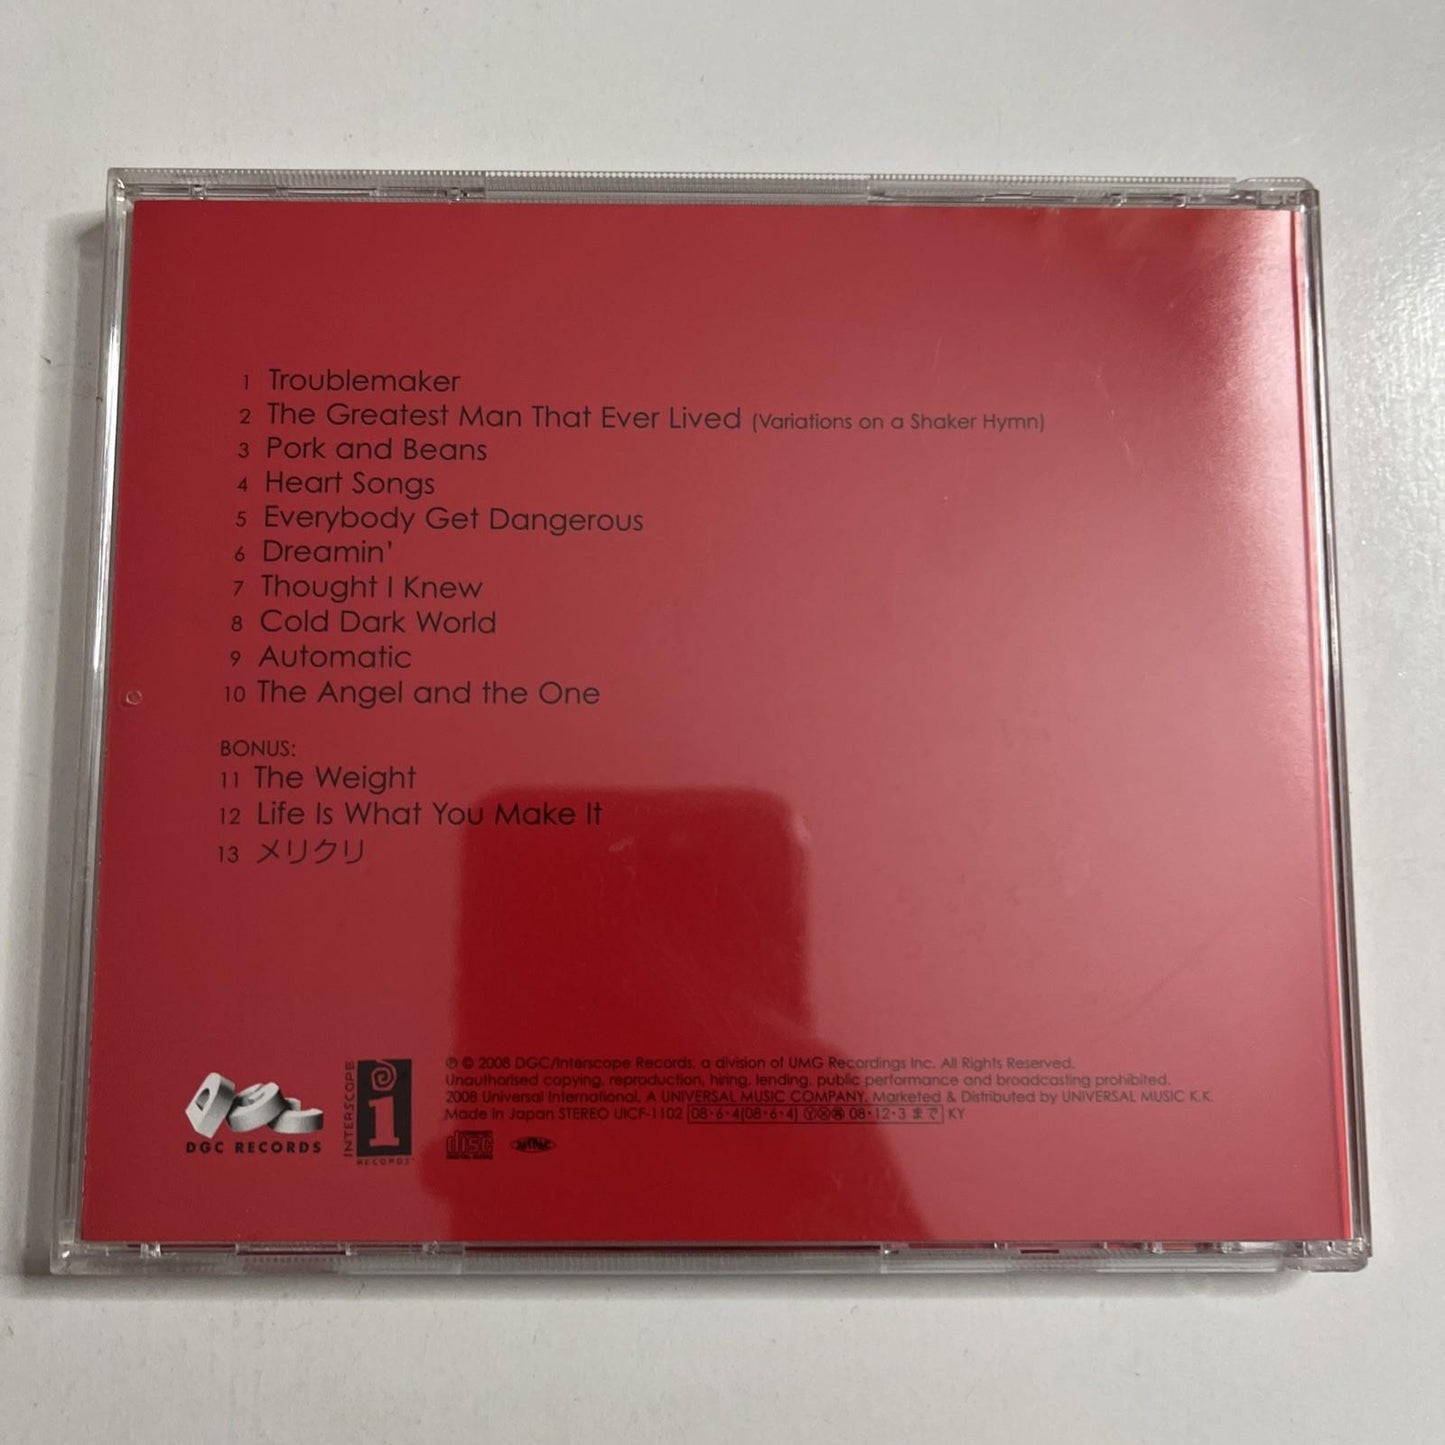 1 Troublemaker
2 The Greatest Man That Ever Lived (Variations on a Shaker Hymn)
3 Pork and Beans
4 Heart Songs
5 Everybody Get Dangerous
6 Dreamin'
7 Thought I Knew
8 Cold Dark World
9 Automatic
10 The Angel and the One
BONUS:
11 The Weight
12 Life Is What You Make It
13 メリクリ
DGC RECORDS
INTERSCOPE
RECORDS
℗ © 2008 DGC/Interscope Records, a division of UMG Recordings Inc. All Rights Reserved.
Unauthorised copying, reproduction, hiring, lending, public performance and broadcasting prohibited.
2008 Universal International, A UNIVERSAL MUSIC COMPANY. Marketed & Distributed by UNIVERSAL MUSIC K.K.
Made in Japan STEREO UICF-1102 08・6・4(08・6・4) 08・12・3 まで KY
disc